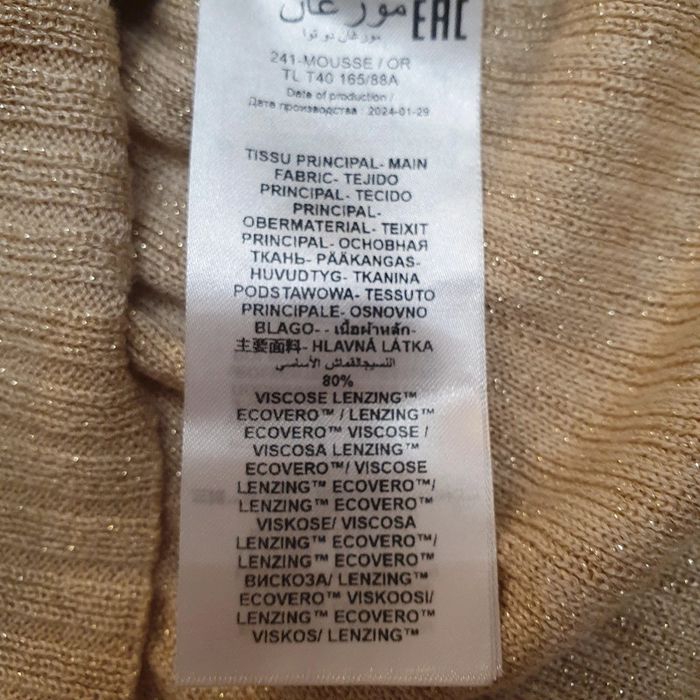 مورغان EAC
مورغان دو توا
241-MOUSSE / OR
TL T40 165/88A
Date of production /
Дата производства : 2024-01-29
TISSU PRINCIPAL- MAIN
FABRIC- TEJIDO
PRINCIPAL- TECIDO
PRINCIPAL-
OBERMATERIAL- TEIXIT
PRINCIPAL- ОСНОВНАЯ
ТКАНЬ- PÄÄKANGAS-
HUVUDTYG- TKANINA
PODSTAWOWA- TESSUTO
PRINCIPALE- OSNOVNO
BLAGO- - เนื้อผ้าหลัก-
主要面料- HLAVNÁ LÁTKA
النسيجالقماش الأساسي
80%
VISCOSE LENZING™
ECOVERO™ / LENZING™
ECOVERO™ VISCOSE /
VISCOSA LENZING™
ECOVERO™/ VISCOSE
LENZING™ ECOVERO™/
LENZING™ ECOVERO™
VISKOSE/ VISCOSA
LENZING™ ECOVERO™/
LENZING™ ECOVERO™
ВИСКОЗА/ LENZING™
ECOVERO™ VISKOOSI/
LENZING™ ECOVERO™
VISKOS/ LENZING™